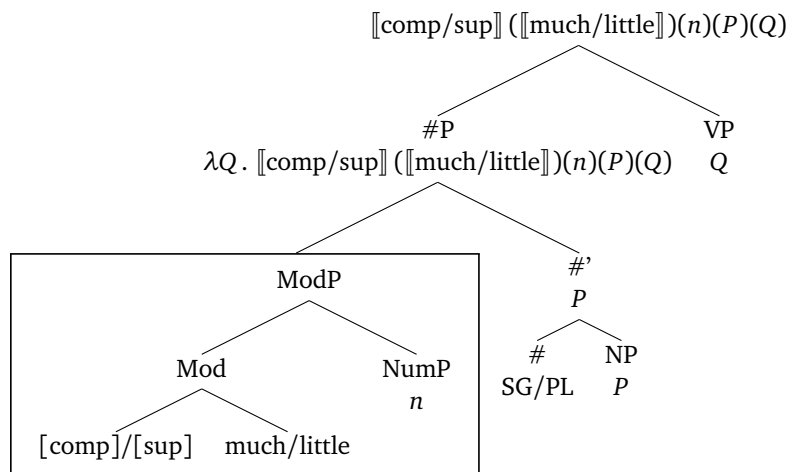 ⟦comp/sup⟧ (⟦much/little⟧)(n)(P)(Q)
#P VP
λQ . ⟦comp/sup⟧ (⟦much/little⟧)(n)(P)(Q) Q
ModP #'
P
Mod NumP # NP
n SG/PL P
[comp]/[sup] much/little